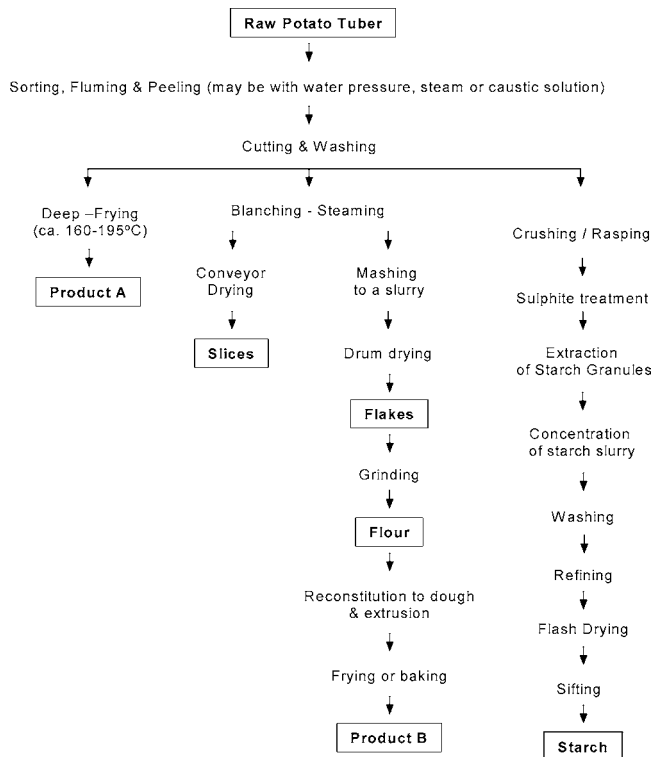 Raw Potato Tuber
Sorting, Fluming & Peeling (may be with water pressure, steam or caustic solution)
Cutting & Washing
Deep –Frying
(ca. 160-195ºC)
Product A
Blanching - Steaming
Conveyor
Drying
Slices
Mashing
to a slurry
Drum drying
Flakes
Grinding
Flour
Reconstitution to dough
& extrusion
Frying or baking
Product B
Crushing / Rasping
Sulphite treatment
Extraction
of Starch Granules
Concentration
of starch slurry
Washing
Refining
Flash Drying
Sifting
Starch